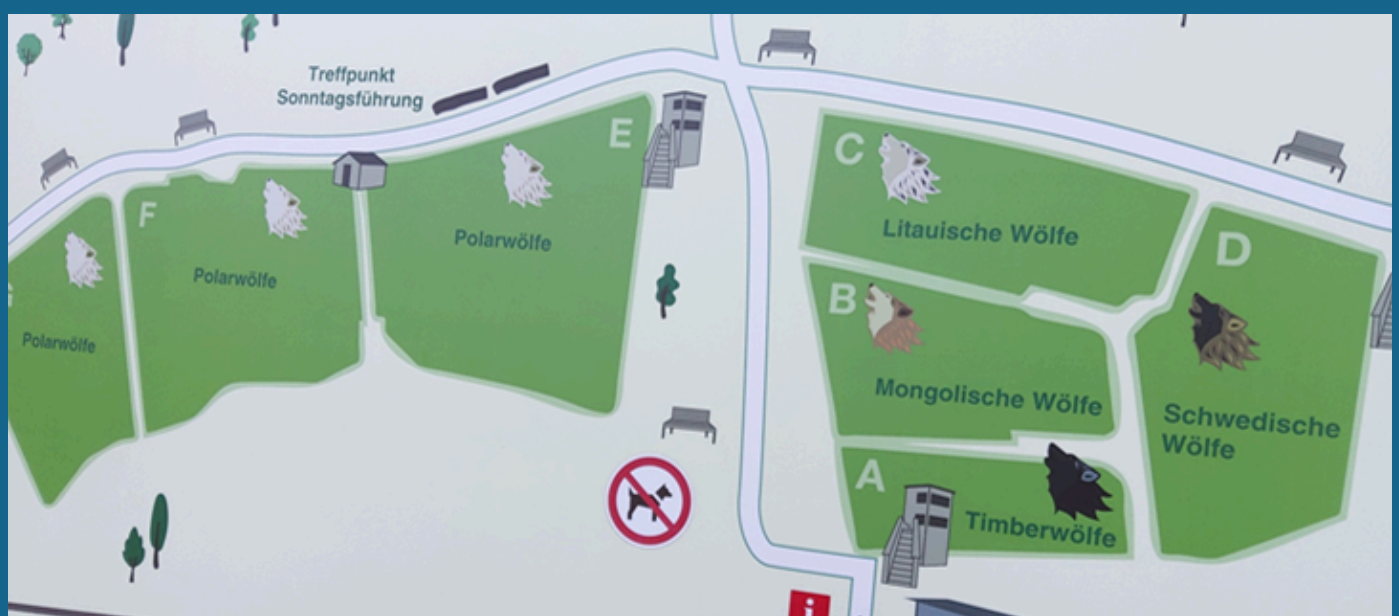 Treffpunkt
Sonntagsführung
E
F
Polarwölfe
Polarwölfe
G
Polarwölfe
C
Litauische Wölfe
D
B
Mongolische Wölfe
Schwedische
Wölfe
A
Timberwölfe
i